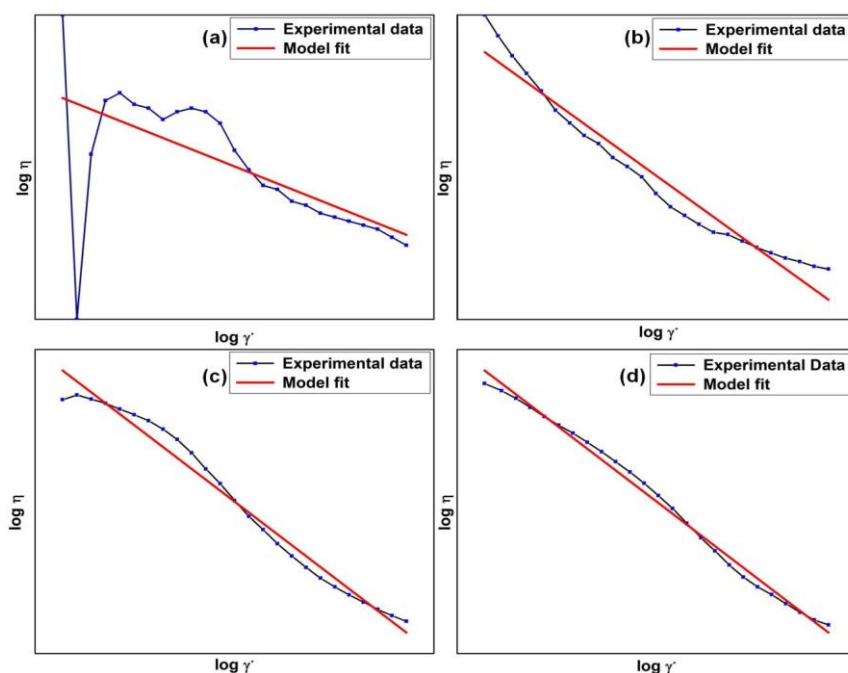 (a)
Experimental data
Model fit
log η
log γ˙
(b)
Experimental data
Model fit
log η
log γ˙
(c)
Experimental data
Model fit
log η
log γ˙
(d)
Experimental Data
Model fit
log η
log γ˙